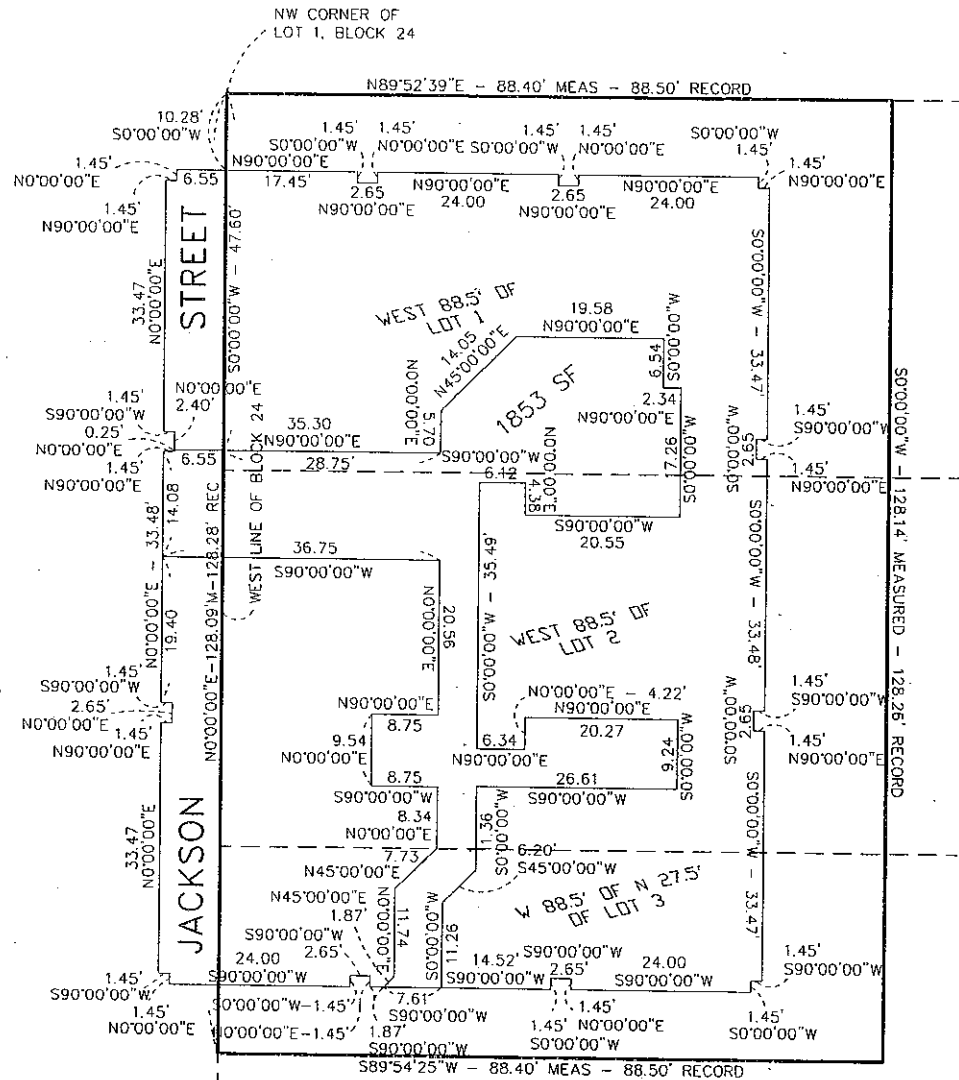 NW CORNER OF
LOT 1, BLOCK 24
N89°52'39"E - 88.40' MEAS - 88.50' RECORD
10.28'
S0°00'00"W
1.45'
S0°00'00"W
1.45'
N0°00'00"E
1.45'
S0°00'00"W
1.45'
N0°00'00"E
S0°00'00"W
1.45'
1.45'
N0°00'00"E
6.55
N90°00'00"E
17.45'
2.65
N90°00'00"E
N90°00'00"E
24.00
2.65
N90°00'00"E
N90°00'00"E
24.00
1.45'
N90°00'00"E
1.45'
N90°00'00"E
33.47
N0°00'00"E
STREET
S0°00'00"W - 47.60'
WEST 88.5' OF
LOT 1
14.05
N45°00'00"E
19.58
N90°00'00"E
6.54
S0°00'00"W
2.34
N90°00'00"E
1853 SF
S0°00'00"W - 33.47'
N0°00'00"E
5.70
17.26
S0°00'00"W
1.45'
S90°00'00"W
N0°00'00"E
2.40'
0.25'
N0°00'00"E
1.45'
N90°00'00"E
6.55
35.30
N90°00'00"E
28.75'
S90°00'00"W
6.12
N0°00'00"E
4.38
S90°00'00"W
20.55
2.65
S0°00'00"W
1.45'
S90°00'00"W
1.45'
N90°00'00"E
S0°00'00"W - 128.14' MEASURED - 128.26' RECORD
WEST LINE OF BLOCK 24
N0°00'00"E-128.09'M-128.28' REC
14.08
N0°00'00"E - 33.48'
19.40
36.75
S90°00'00"W
20.56
N0°00'00"E
S0°00'00"W - 35.49'
WEST 88.5' OF
LOT 2
S0°00'00"W - 33.48'
1.45'
S90°00'00"W
2.65'
N0°00'00"E
1.45'
N90°00'00"E
N90°00'00"E
8.75
9.54
N0°00'00"E
8.75
S90°00'00"W
N0°00'00"E - 4.22'
N90°00'00"E
20.27
6.34
N90°00'00"E
9.24
S0°00'00"W
26.61
S90°00'00"W
2.65
S0°00'00"W
1.45'
S90°00'00"W
1.45'
N90°00'00"E
33.47
N0°00'00"E
JACKSON
8.34
N0°00'00"E
7.73
N45°00'00"E
N45°00'00"E
1.87'
1.36
S0°00'00"W
6.20'
S45°00'00"W
W 88.5' OF N 27.5'
OF LOT 3
S0°00'00"W - 33.47'
N0°00'00"E
11.74
S0°00'00"W
11.26
S90°00'00"W
2.65'
24.00
S90°00'00"W
14.52'
S90°00'00"W
S90°00'00"W
2.65'
24.00
S90°00'00"W
1.45'
S90°00'00"W
1.45'
S90°00'00"W
1.45'
N0°00'00"E
S0°00'00"W-1.45'
N0°00'00"E-1.45'
7.61'
S90°00'00"W
1.87'
S90°00'00"W
1.45'
S0°00'00"W
1.45'
N0°00'00"E
1.45'
S0°00'00"W
S89°54'25"W - 88.40' MEAS - 88.50' RECORD